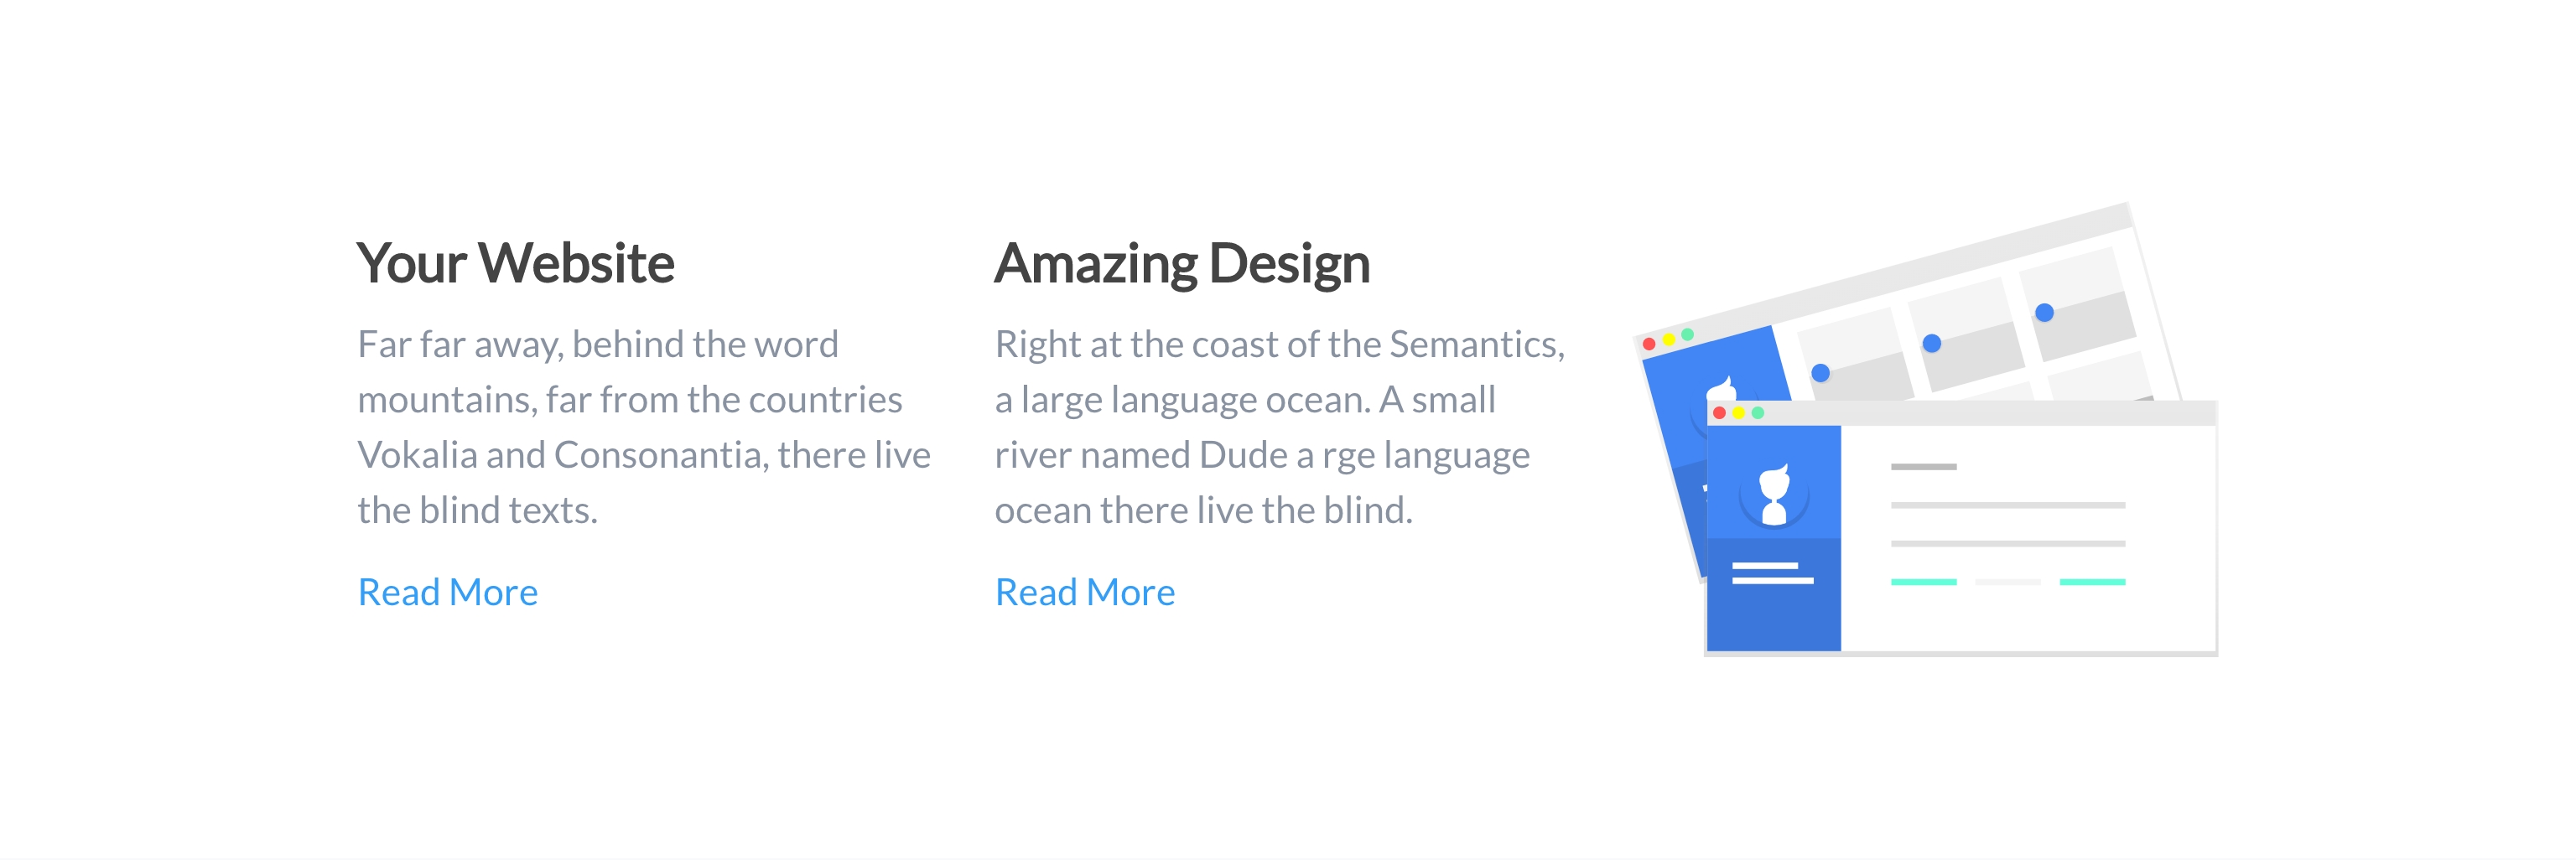 Your Website
Far far away, behind the word
mountains, far from the countries
Vokalia and Consonantia, there live
the blind texts.
Read More
Amazing Design
Right at the coast of the Semantics,
a large language ocean. A small
river named Dude a rge language
ocean there live the blind.
Read More